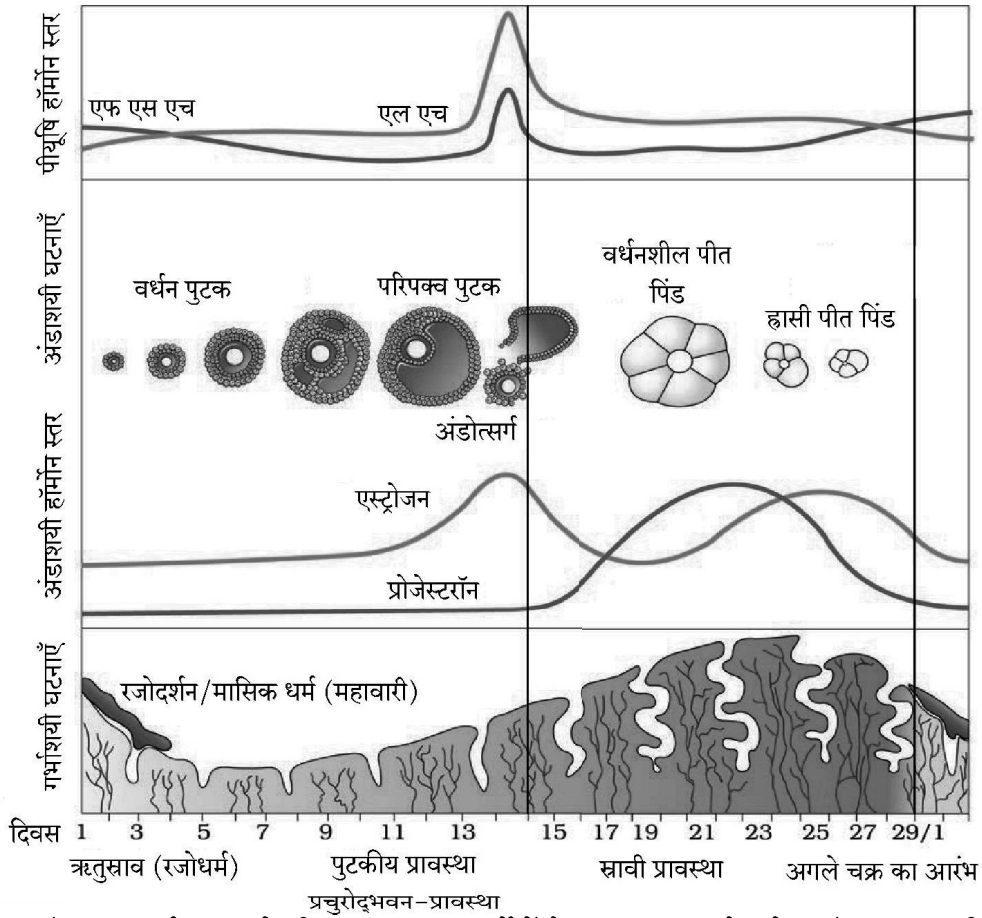 पीयूषि हॉर्मोन स्तर
एफ एस एच
एल एच
अंडाशयी घटनाएँ
वर्धन पुटक
परिपक्व पुटक
वर्धनशील पीत
पिंड
ह्रासी पीत पिंड
अंडोत्सर्ग
अंडाशयी हॉर्मोन स्तर
एस्ट्रोजन
प्रोजेस्टरॉन
गर्भाशयी घटनाएँ
रजोदर्शन/मासिक धर्म (महावारी)
दिवस 1 3 5 7 9 11 13 15 17 19 21 23 25 27 29/1
ऋतुस्राव (रजोधर्म) पुटकीय प्रावस्था स्रावी प्रावस्था अगले चक्र का आरंभ
प्रचुरोद्भवन-प्रावस्था